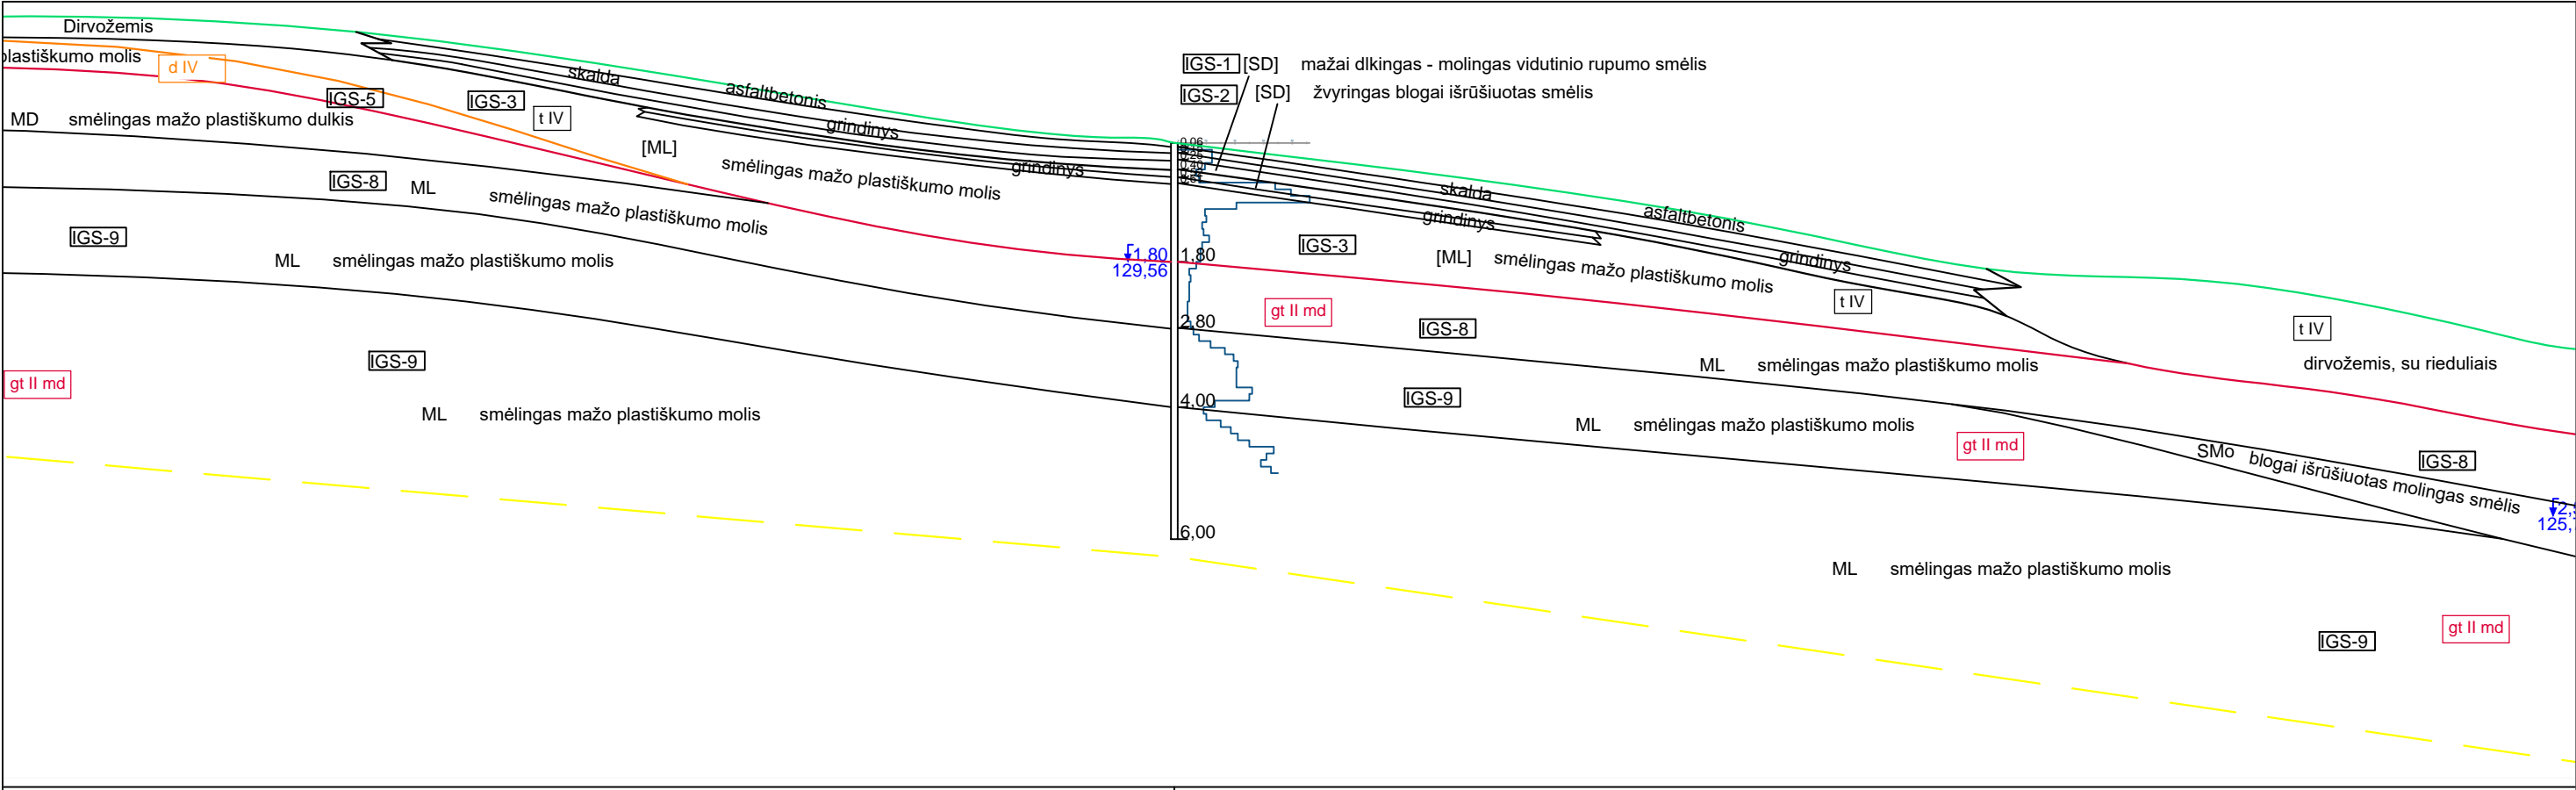 Dirvožemis
plastiškumo molis
d IV
IGS-5
IGS-3
t IV
skalda
asfaltbetonis
grindinys
grindinys
MD smėlingas mažo plastiškumo dulkis
[ML] smėlingas mažo plastiškumo molis
IGS-8 ML smėlingas mažo plastiškumo molis
IGS-9
ML smėlingas mažo plastiškumo molis
IGS-9
gt II md
ML smėlingas mažo plastiškumo molis
IGS-1 [SD] mažai dlkingas - molingas vidutinio rupumo smėlis
IGS-2 [SD] žvyringas blogai išrūšiuotas smėlis
0,06
1,80
129,56
1,80
2,80
4,00
6,00
skalda
asfaltbetonis
grindinys
grindinys
IGS-3
[ML] smėlingas mažo plastiškumo molis
t IV
gt II md
IGS-8
ML smėlingas mažo plastiškumo molis
t IV
dirvožemis, su rieduliais
IGS-9
ML smėlingas mažo plastiškumo molis
gt II md
SMo blogai išrūšiuotas molingas smėlis
IGS-8
125,
ML smėlingas mažo plastiškumo molis
IGS-9
gt II md